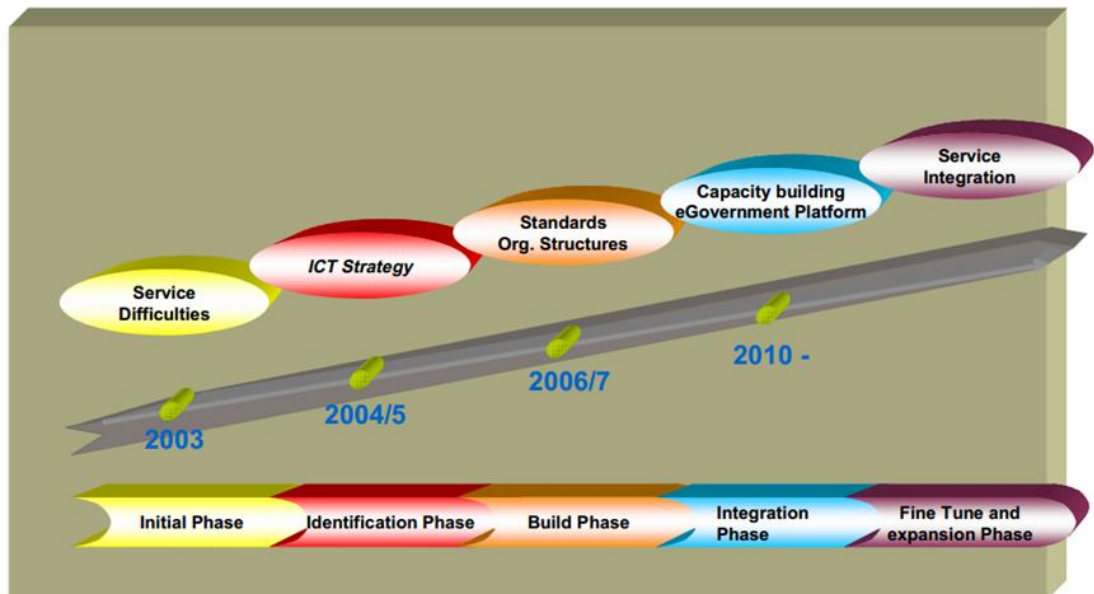 Service
Integration
Capacity building
eGovernment Platform
Standards
Org. Structures
ICT Strategy
Service
Difficulties
2010 -
2006/7
2004/5
2003
Initial Phase
Identification Phase
Build Phase
Integration
Phase
Fine Tune and
expansion Phase